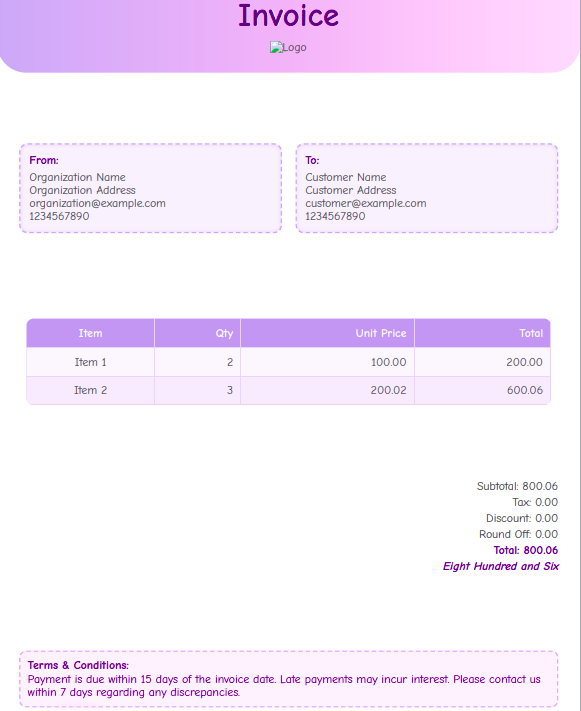 Invoice
Logo
From:
Organization Name
Organization Address
organization@example.com
1234567890
To:
Customer Name
Customer Address
customer@example.com
1234567890
Item Qty Unit Price Total
Item 1 2 100.00 200.00
Item 2 3 200.02 600.06
Subtotal: 800.06
Tax: 0.00
Discount: 0.00
Round Off: 0.00
Total: 800.06
Eight Hundred and Six
Terms & Conditions:
Payment is due within 15 days of the invoice date. Late payments may incur interest. Please contact us
within 7 days regarding any discrepancies.